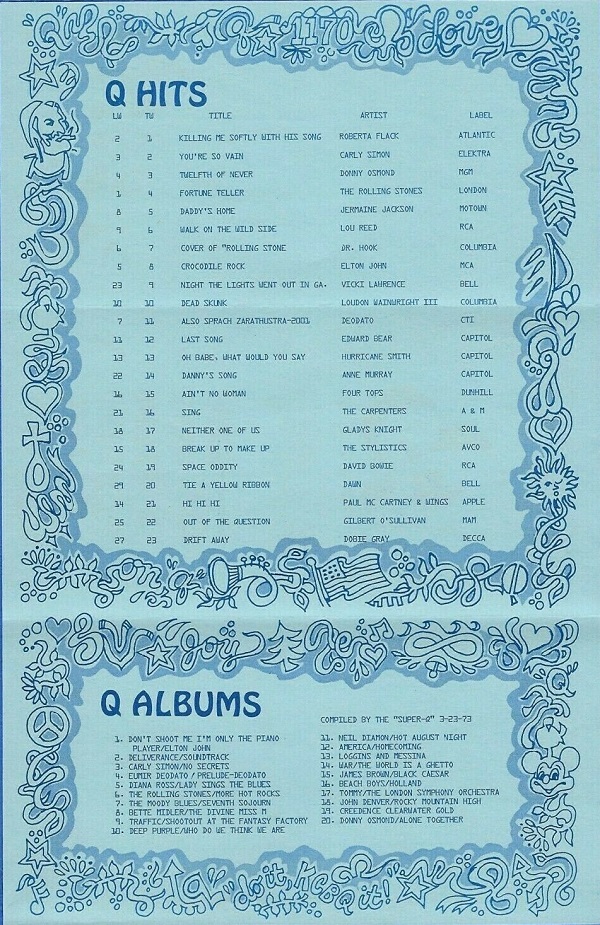 1170 Love
Q HITS
LW TW TITLE ARTIST LABEL
2 1 KILLING ME SOFTLY WITH HIS SONG ROBERTA FLACK ATLANTIC
3 2 YOU'RE SO VAIN CARLY SIMON ELEKTRA
4 3 TWELFTH OF NEVER DONNY OSMOND MGM
1 4 FORTUNE TELLER THE ROLLING STONES LONDON
8 5 DADDY'S HOME JERMAINE JACKSON MOTOWN
9 6 WALK ON THE WILD SIDE LOU REED RCA
6 7 COVER OF "ROLLING STONE DR. HOOK COLUMBIA
5 8 CROCODILE ROCK ELTON JOHN MCA
23 9 NIGHT THE LIGHTS WENT OUT IN GA. VICKI LAWRENCE BELL
10 10 DEAD SKUNK LOUDON WAINWRIGHT III COLUMBIA
7 11 ALSO SPRACH ZARATHUSTRA-2001 DEODATO CTI
11 12 LAST SONG EDWARD BEAR CAPITOL
13 13 OH BABE, WHAT WOULD YOU SAY HURRICANE SMITH CAPITOL
22 14 DANNY'S SONG ANNE MURRAY CAPITOL
16 15 AIN'T NO WOMAN FOUR TOPS DUNHILL
21 16 SING THE CARPENTERS A & M
18 17 NEITHER ONE OF US GLADYS KNIGHT SOUL
15 18 BREAK UP TO MAKE UP THE STYLISTICS AVCO
24 19 SPACE ODDITY DAVID BOWIE RCA
29 20 TIE A YELLOW RIBBON DAWN BELL
14 21 HI HI HI PAUL MC CARTNEY & WINGS APPLE
25 22 OUT OF THE QUESTION GILBERT O'SULLIVAN MAM
27 23 DRIFT AWAY DOBIE GRAY DECCA
joy
Q ALBUMS
COMPILED BY THE "SUPER-Q" 3-23-73
1. DON'T SHOOT ME I'M ONLY THE PIANO
PLAYER/ELTON JOHN
2. DELIVERANCE/SOUNDTRACK
3. CARLY SIMON/NO SECRETS
4. EUMIR DEODATO / PRELUDE-DEODATO
5. DIANA ROSS/LADY SINGS THE BLUES
6. THE ROLLING STONES/MORE HOT ROCKS
7. THE MOODY BLUES/SEVENTH SOJOURN
8. BETTE MIDLER/THE DIVINE MISS M
9. TRAFFIC/SHOOTOUT AT THE FANTASY FACTORY
10. DEEP PURPLE/WHO DO WE THINK WE ARE
11. NEIL DIAMON/HOT AUGUST NIGHT
12. AMERICA/HOMECOMING
13. LOGGINS AND MESSINA
14. WAR/THE WORLD IS A GHETTO
15. JAMES BROWN/BLACK CAESAR
16. BEACH BOYS/HOLLAND
17. TOMMY/THE LONDON SYMPHONY ORCHESTRA
18. JOHN DENVER/ROCKY MOUNTAIN HIGH
19. CREEDENCE CLEARWATER GOLD
20. DONNY OSMOND/ALONE TOGETHER
do it, KCBQ it!